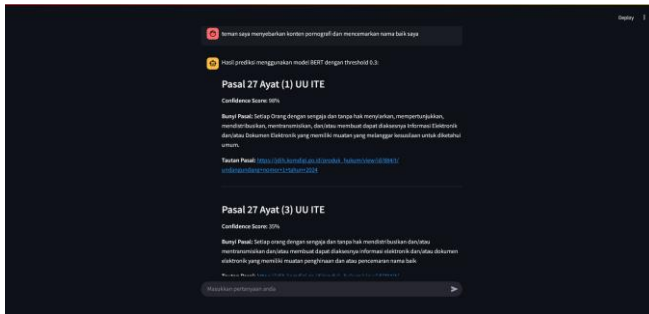 Deploy
teman saya menyebarkan konten pornografi dan mencemarkan nama baik saya
Hasil prediksi menggunakan model BERT dengan threshold 0.3:
Pasal 27 Ayat (1) UU ITE
Confidence Score: 98%
Bunyi Pasal: Setiap Orang dengan sengaja dan tanpa hak menyiarkan, mempertunjukkan,
mendistribusikan, mentransmisikan, dan/atau membuat dapat diaksesnya Informasi Elektronik
dan/atau Dokumen Elektronik yang memiliki muatan yang melanggar kesusilaan untuk diketahui
umum.
Tautan Pasal:
undang+nomor+1+tahun+2024
Pasal 27 Ayat (3) UU ITE
Confidence Score: 35%
Bunyi Pasal: Setiap orang dengan sengaja dan tanpa hak mendistribusikan dan/atau
mentransmisikan dan/atau membuat dapat diaksesnya informasi elektronik dan/atau dokumen
elektronik yang memiliki muatan penghinaan dan atau pencemaran nama baik
Masukkan pertanyaan anda